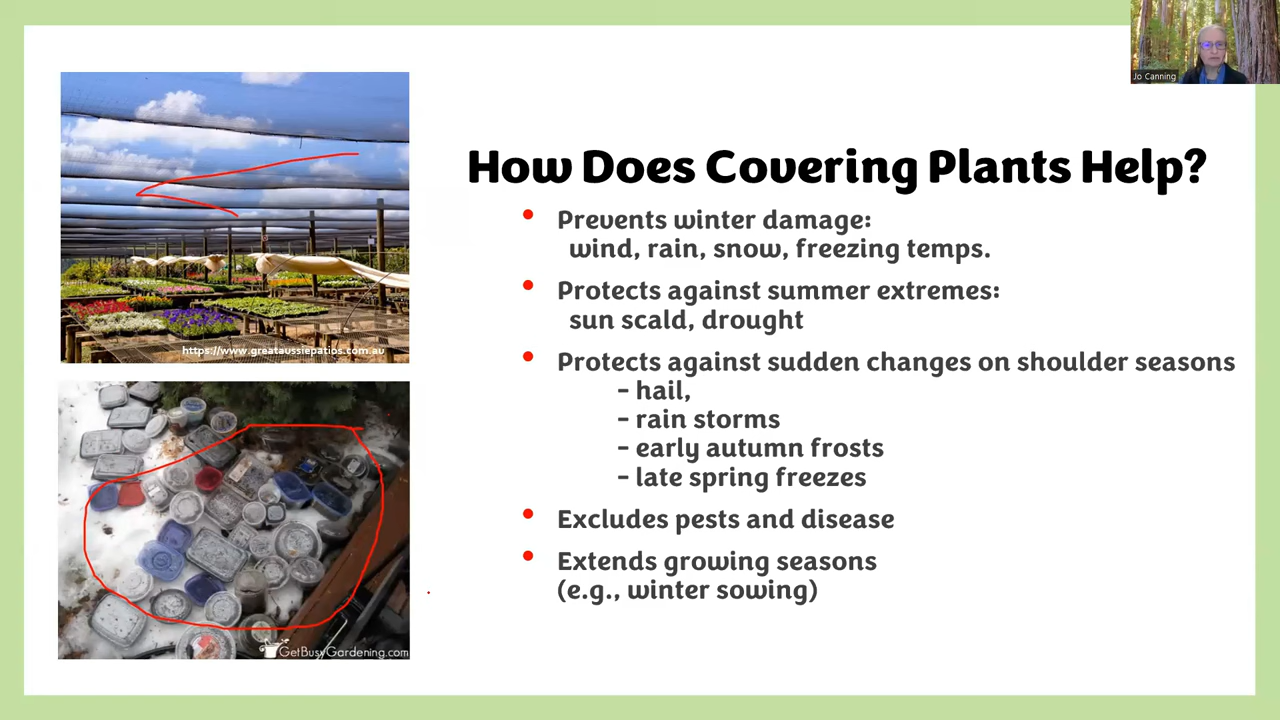 Jo Canning
How Does Covering Plants Help?
• Prevents winter damage:
wind, rain, snow, freezing temps.
• Protects against summer extremes:
sun scald, drought
• Protects against sudden changes on shoulder seasons
- hail,
- rain storms
- early autumn frosts
- late spring freezes
• Excludes pests and disease
• Extends growing seasons
(e.g., winter sowing)
https://www.greataussiepatios.com.au
GetBusyGardening.com